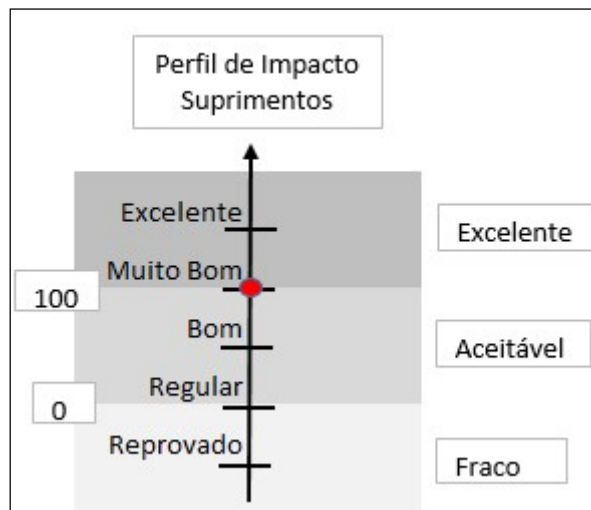 Perfil de Impacto
Suprimentos
Excelente
Excelente
Muito Bom
100
Bom
Aceitável
Regular
0
Reprovado
Fraco